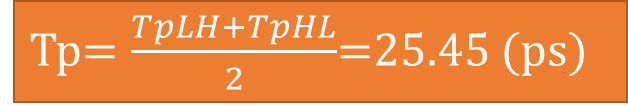 Tp= TpLH+TpHL/2 =25.45 (ps)